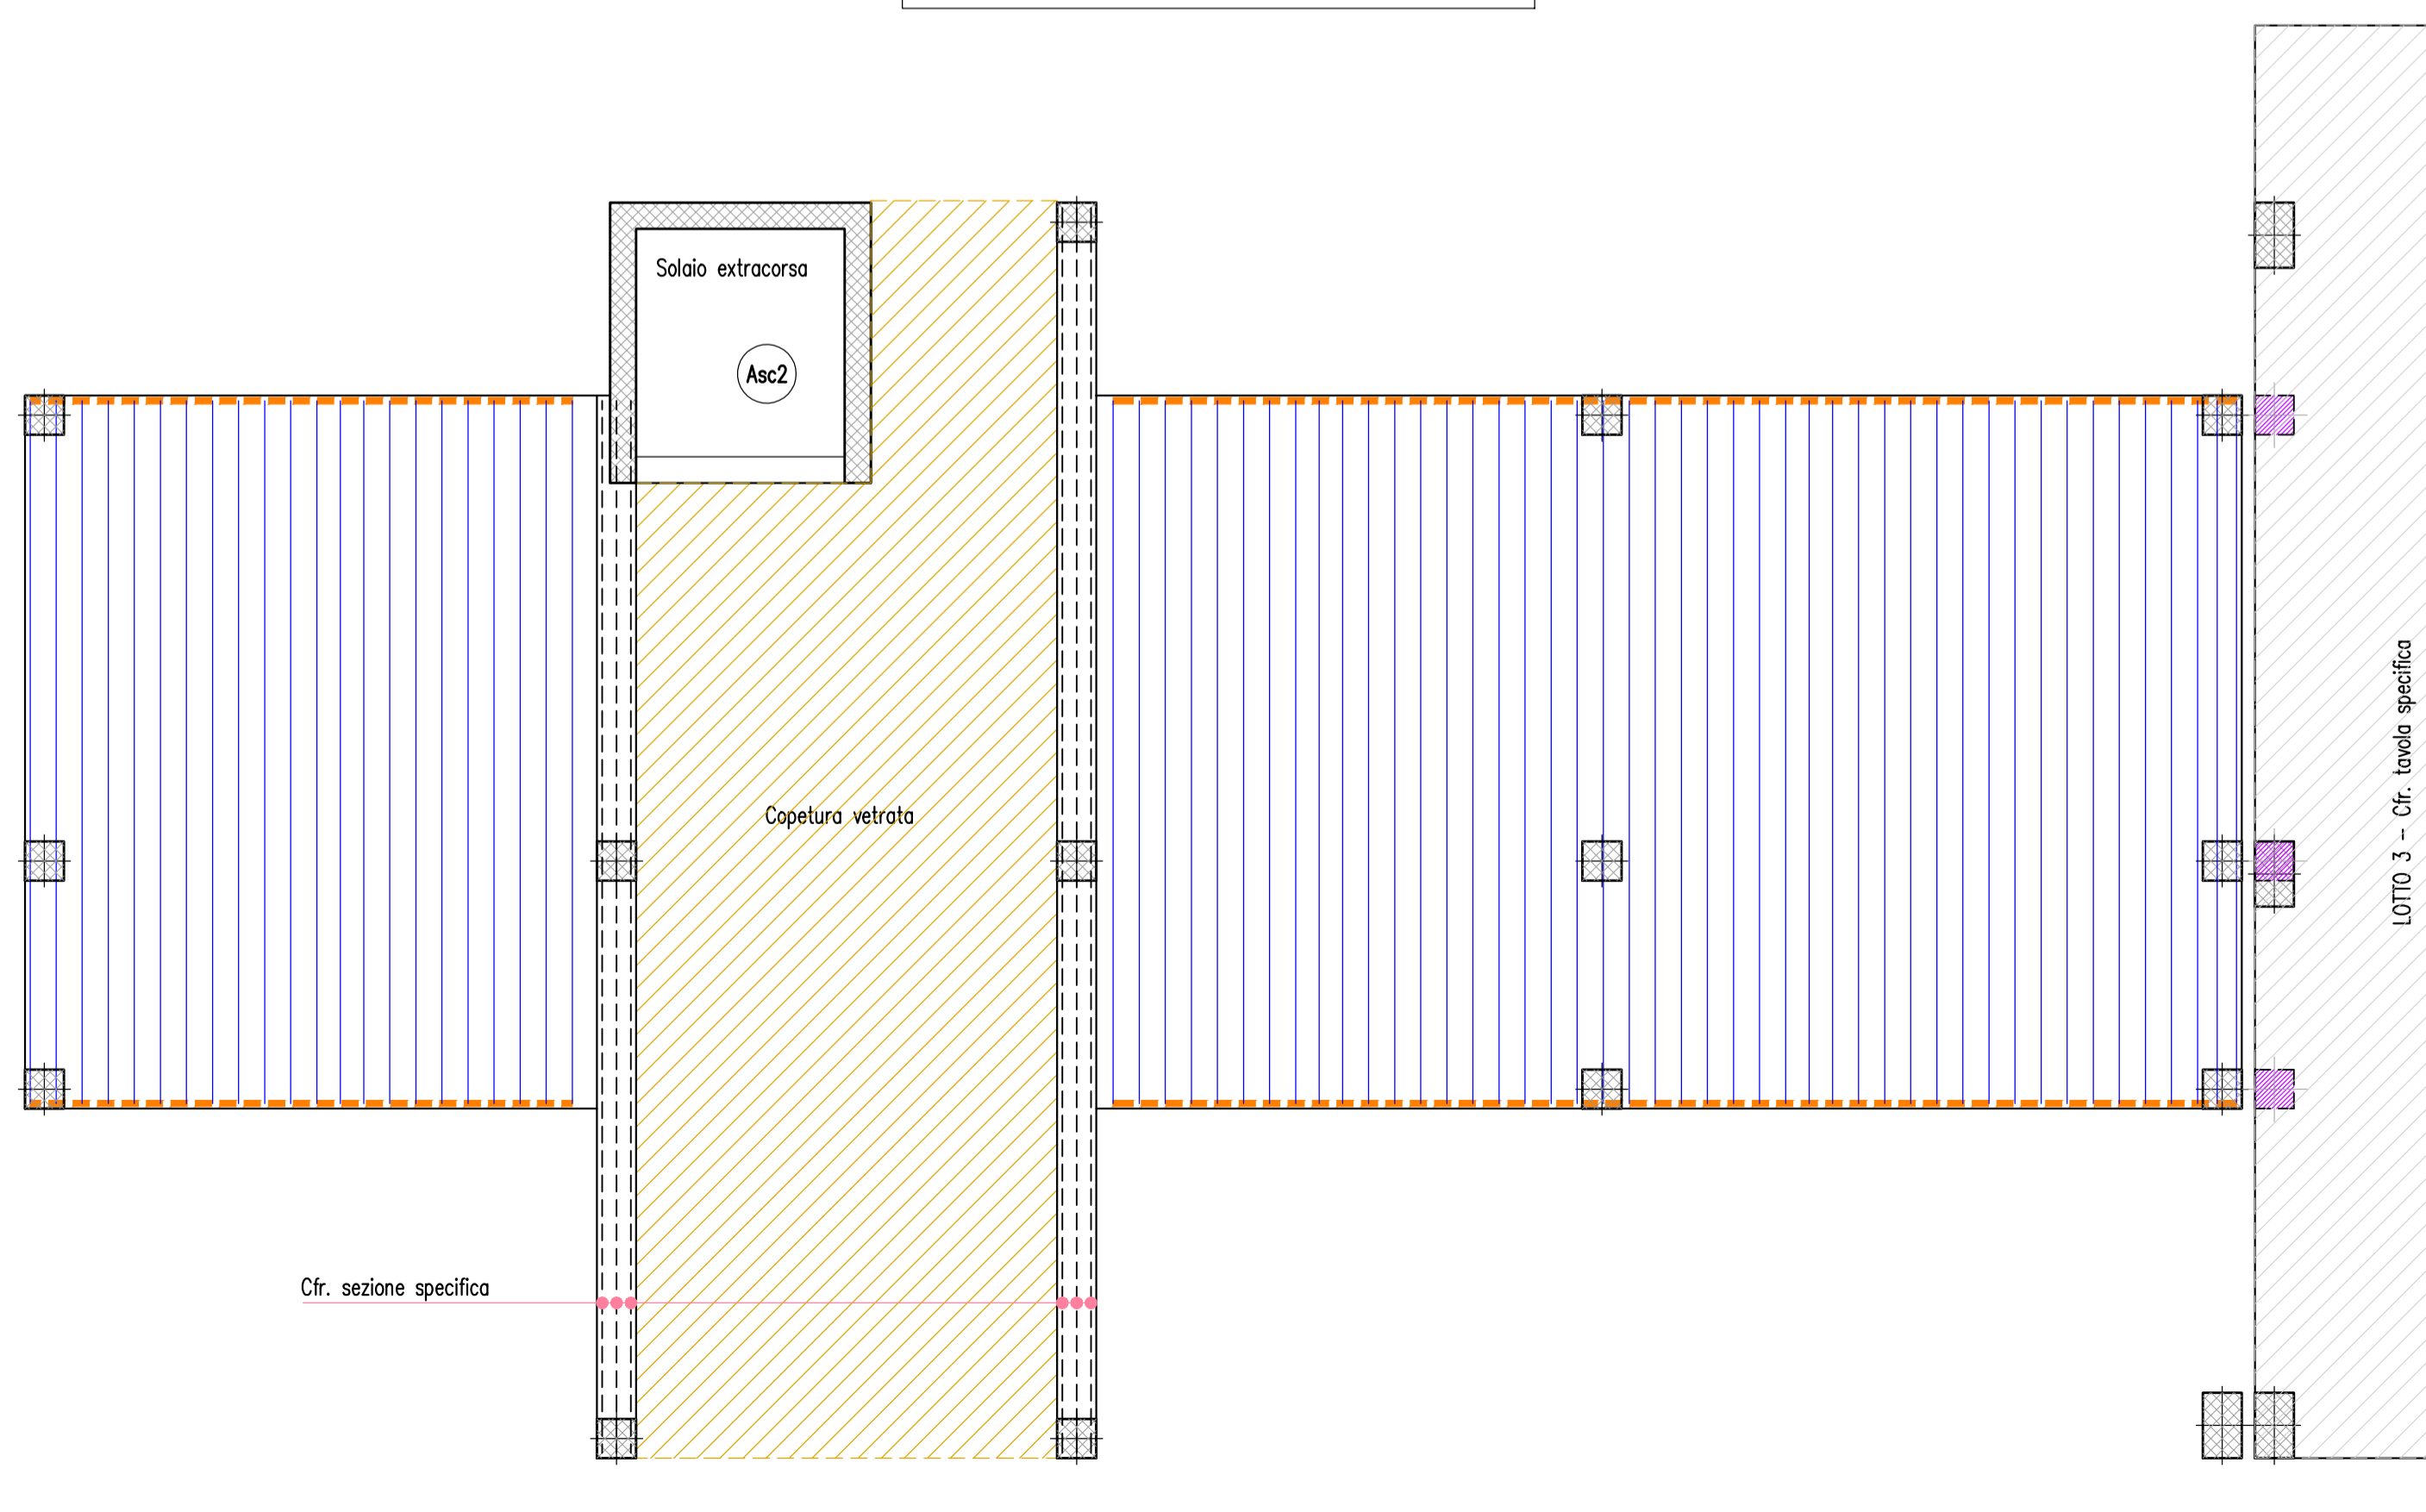 Solaio extracorsa
Asc2
Copetura vetrata
LOTTO 3 -- Cfr. tavola specifica
Cfr. sezione specifica